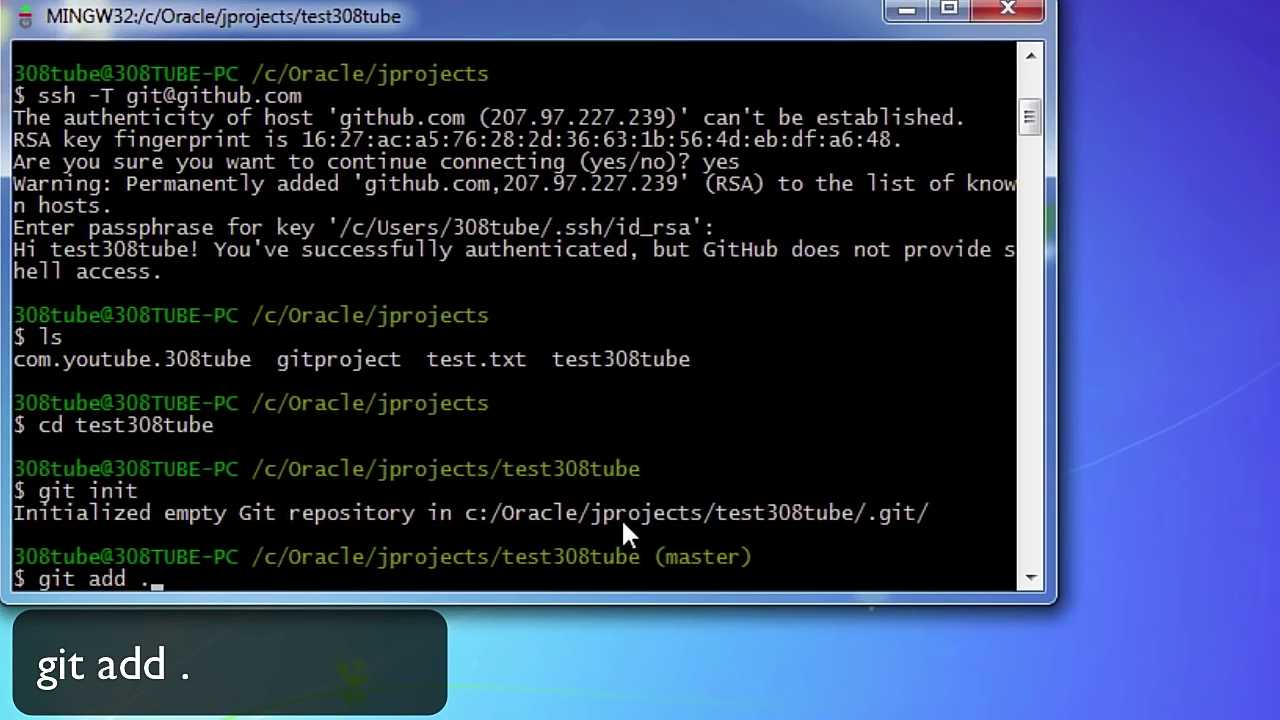 MINGW32:/c/Oracle/jprojects/test308tube
308tube@308TUBE-PC /c/Oracle/jprojects
$ ssh -T git@github.com
The authenticity of host 'github.com (207.97.227.239)' can't be established.
RSA key fingerprint is 16:27:ac:a5:76:28:2d:36:63:1b:56:4d:eb:df:a6:48.
Are you sure you want to continue connecting (yes/no)? yes
Warning: Permanently added 'github.com,207.97.227.239' (RSA) to the list of know
n hosts.
Enter passphrase for key '/c/Users/308tube/.ssh/id_rsa':
Hi test308tube! You've successfully authenticated, but GitHub does not provide s
hell access.
308tube@308TUBE-PC /c/Oracle/jprojects
$ ls
com.youtube.308tube  gitproject  test.txt  test308tube
308tube@308TUBE-PC /c/Oracle/jprojects
$ cd test308tube
308tube@308TUBE-PC /c/Oracle/jprojects/test308tube
$ git init
Initialized empty Git repository in c:/Oracle/jprojects/test308tube/.git/
308tube@308TUBE-PC /c/Oracle/jprojects/test308tube (master)
$ git add .
git add .